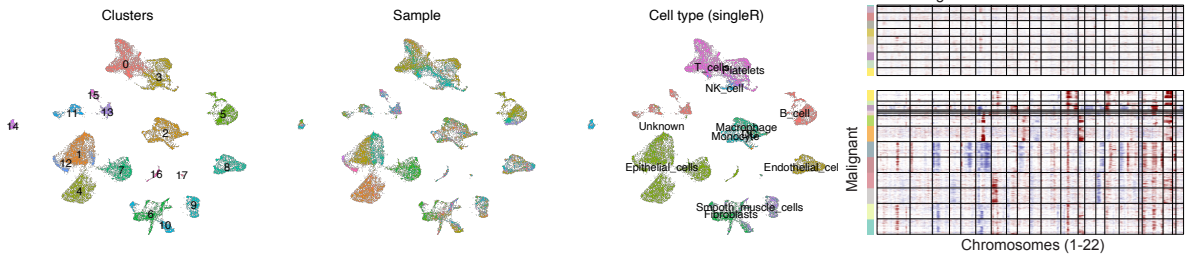 Clusters
Sample
Cell type (singleR)
0
3
15
11
13
14
5
2
1
12
7
4
16
17
8
6
9
10
T_cells
Platelets
NK_cell
B_cell
Unknown
Macrophage
Monocyte
Epithelial_cells
Endothelial_cel
Smooth_muscle_cells
Fibroblasts
Malignant
Chromosomes (1-22)